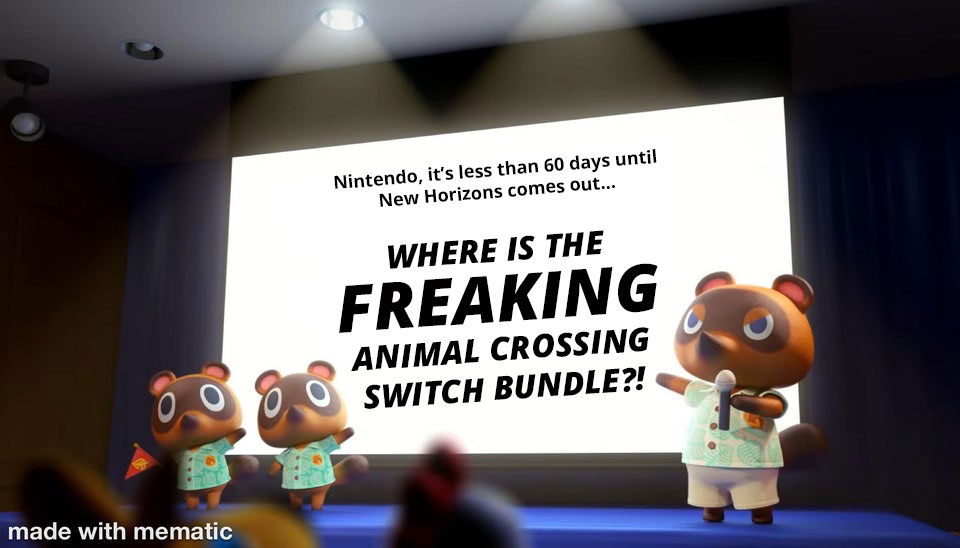 Nintendo, it’s less than 60 days until
New Horizons comes out...
WHERE IS THE
FREAKING
ANIMAL CROSSING
SWITCH BUNDLE?!
made with mematic